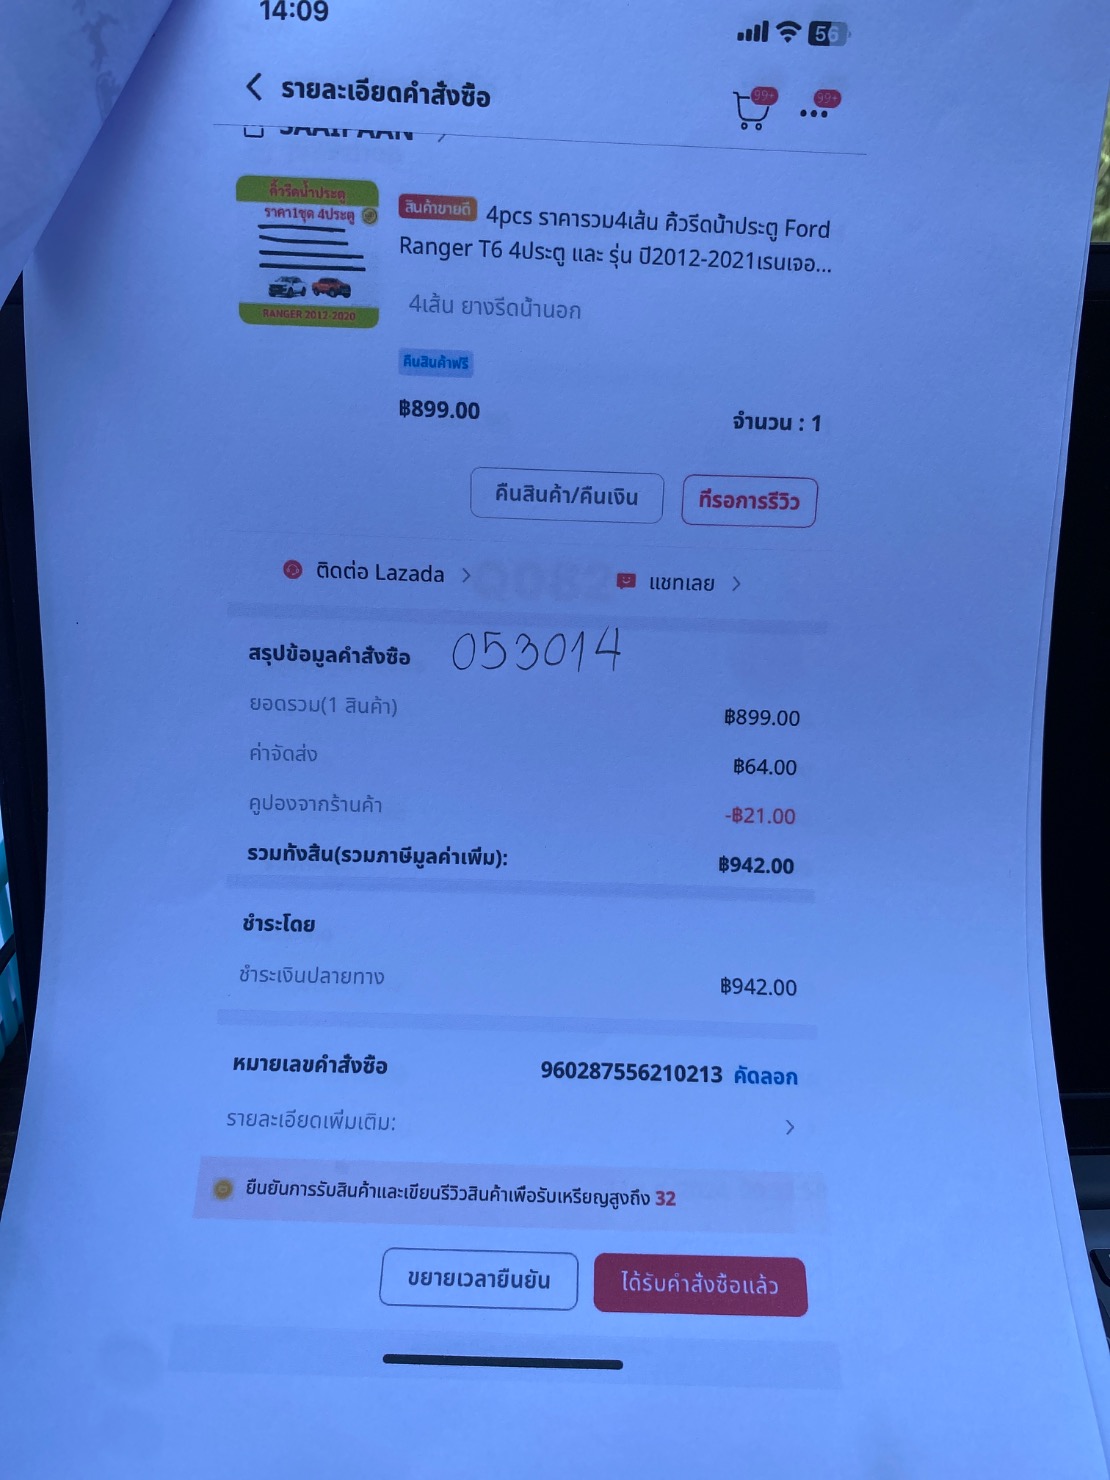 14:09
56
รายละเอียดคำสั่งซื้อ
99+
99+
SAAIFAAN
คิ้วรีดน้ำประตู
ราคา1ชุด 4ประตู
RANGER 2012-2020
สินค้าขายดี 4pcs ราคารวม4เส้น คิ้วรีดน้ำประตู Ford
Ranger T6 4ประตู และ รุ่น ปี2012-2021เรนเจอ...
4เส้น ยางรีดน้ำนอก
คืนสินค้าฟรี
฿899.00 จำนวน : 1
คืนสินค้า/คืนเงิน ที่รอการรีวิว
ติดต่อ Lazada > แชทเลย >
สรุปข้อมูลคำสั่งซื้อ 053014
ยอดรวม(1 สินค้า) ฿899.00
ค่าจัดส่ง ฿64.00
คูปองจากร้านค้า -฿21.00
รวมทั้งสิ้น(รวมภาษีมูลค่าเพิ่ม): ฿942.00
ชำระโดย
ชำระเงินปลายทาง ฿942.00
หมายเลขคำสั่งซื้อ 960287556210213 คัดลอก
รายละเอียดเพิ่มเติม: >
ยืนยันการรับสินค้าและเขียนรีวิวสินค้าเพื่อรับเหรียญสูงถึง 32
ขยายเวลายืนยัน ได้รับคำสั่งซื้อแล้ว